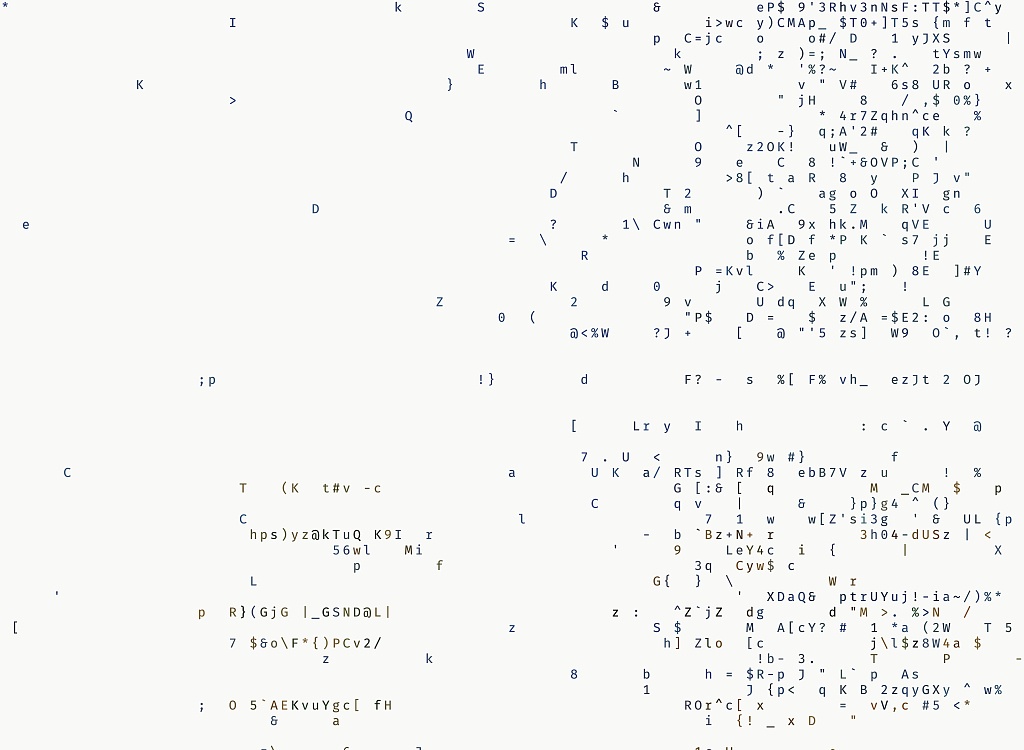 * k S & eP$ 9'3Rhv3nNsF:TT$*]C^y
I K $ u i>wc y)CMAp_ $T0+]T5s {m f t
p C=jc o o#/ D 1 yJXS |
W k ; z )=; N_ ? . tYsmw
E ml ~ W @d * '%?~ I+K^ 2b ? +
K } h B w1 v " V# 6s8 UR o x
> O " jH 8 / ,$ 0%}
Q ` ] * 4r7Zqhn^ce %
^[ -} q;A'2# qK k ?
T O z2OK! uW_ & ) |
N 9 e C 8 !`+&OVP;C '
/ h >8[ t a R 8 y P J v"
D T 2 ) ` ag o O XI gn
D & m .C 5 Z k R'V c 6
e ? 1\ Cwn " &iA 9x hk.M qVE U
= \ * o f[D f *P K ` s7 jj E
R b % Ze p !E
P =Kvl K ' !pm ) 8E ]#Y
K d 0 j C> E u"; !
Z 2 9 v U dq X W % L G
0 ( "P$ D = $ z/A =$E2: o 8H
@<%W ?J + [ @ "'5 zs] W9 O`, t! ?
;p !} d F? - s %[ F% vh_ ezJt 2 OJ
[ Lr y I h : c ` . Y @
7 . U < n} 9w #} f
C a U K a/ RTs ] Rf 8 ebB7V z u ! %
T (K t#v -c G [:& [ q M _CM $ p
C q v | & }p}g4 ^ (}
C l 7 1 w w[Z'si3g ' & UL {p
hps)yz@kTuQ K9I r - b `Bz+N+ r 3h04-dUSz | <
56wl Mi ' 9 LeY4c i { | X
p f 3q Cyw$ c
L G{ } \ W r
' ' XDaQ& ptrUYuj!-ia~/)%*
p R}(GjG |_GSND@L| z : ^Z`jZ dg d "M >. %>N /
[ z S $ M A[cY? # 1 *a (2W T 5
7 $&o\F*{)PCv2/ h] Zlo [c j\l$z8W4a $
z k !b- 3. T P -
8 b h = $R-p J " L` p As
1 J {p< q K B 2zqyGXy ^ w%
; O 5`AEKvuYgc[ fH ROr^c[ x = vV,c #5 <*
& a i {! _ x D "